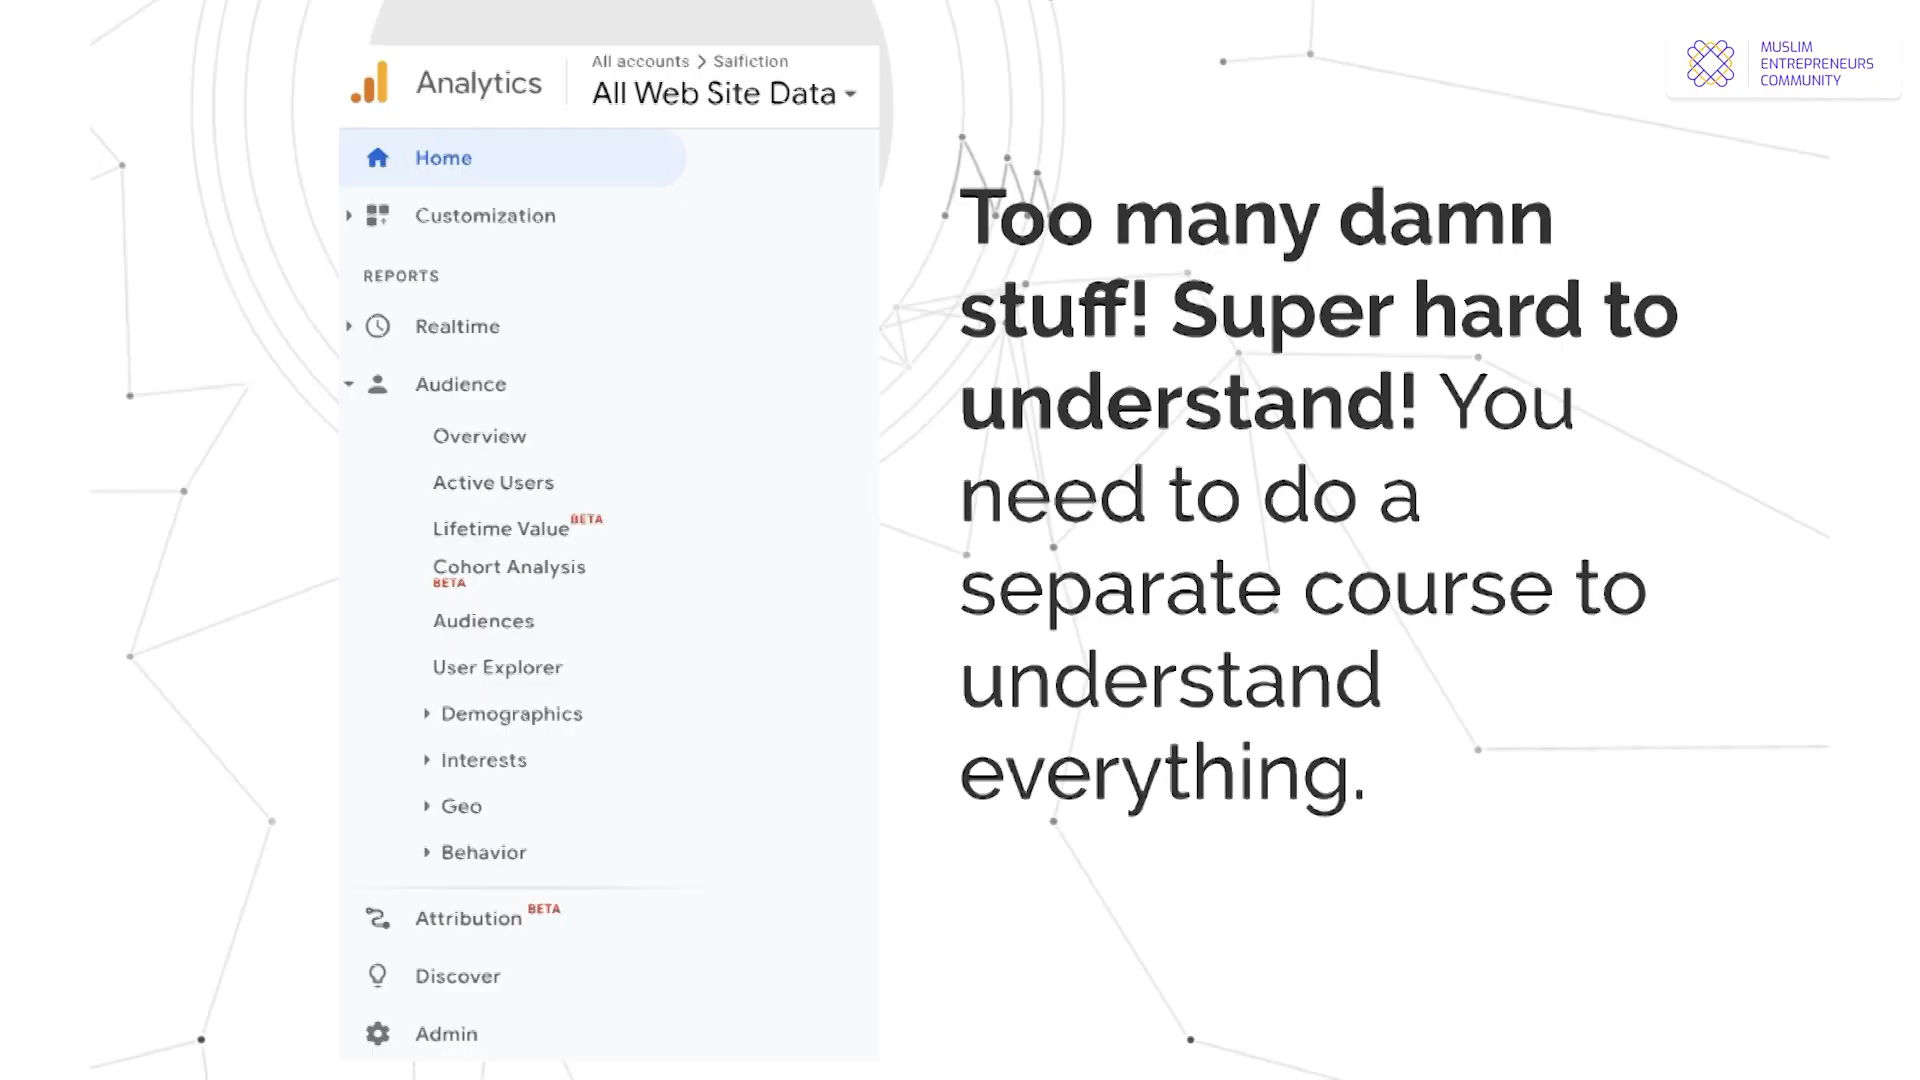 Analytics
All accounts > Saifiction
All Web Site Data
Home
Customization
REPORTS
Realtime
Audience
Overview
Active Users
Lifetime Value BETA
Cohort Analysis
BETA
Audiences
User Explorer
Demographics
Interests
Geo
Behavior
Attribution BETA
Discover
Admin
Too many damn
stuff! Super hard to
understand! You
need to do a
separate course to
understand
everything.
MUSLIM
ENTREPRENEURS
COMMUNITY